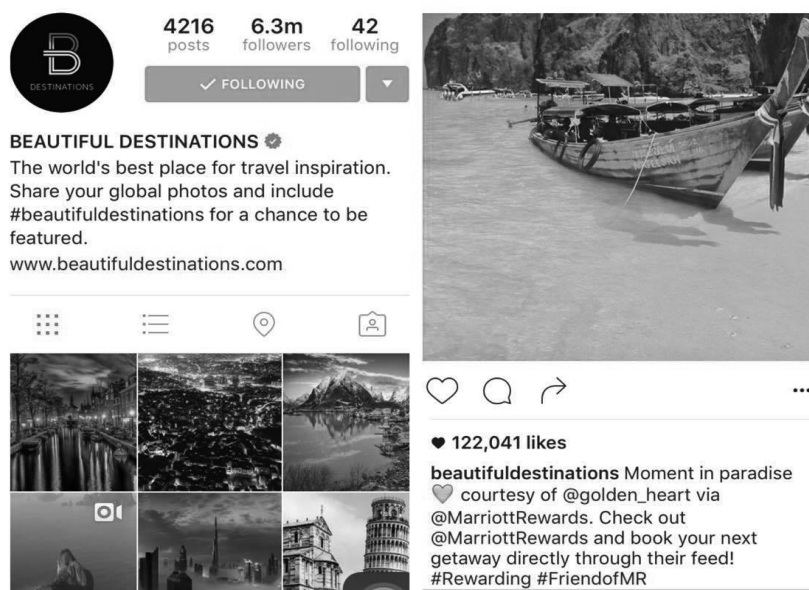 4216 6.3m 42
posts followers following
DESTINATIONS
FOLLOWING
BEAUTIFUL DESTINATIONS
The world's best place for travel inspiration.
Share your global photos and include
#beautifuldestinations for a chance to be
featured.
www.beautifuldestinations.com
122,041 likes
beautifuldestinations Moment in paradise
courtesy of @golden_heart via
@MarriottRewards. Check out
@MarriottRewards and book your next
getaway directly through their feed!
#Rewarding #FriendofMR